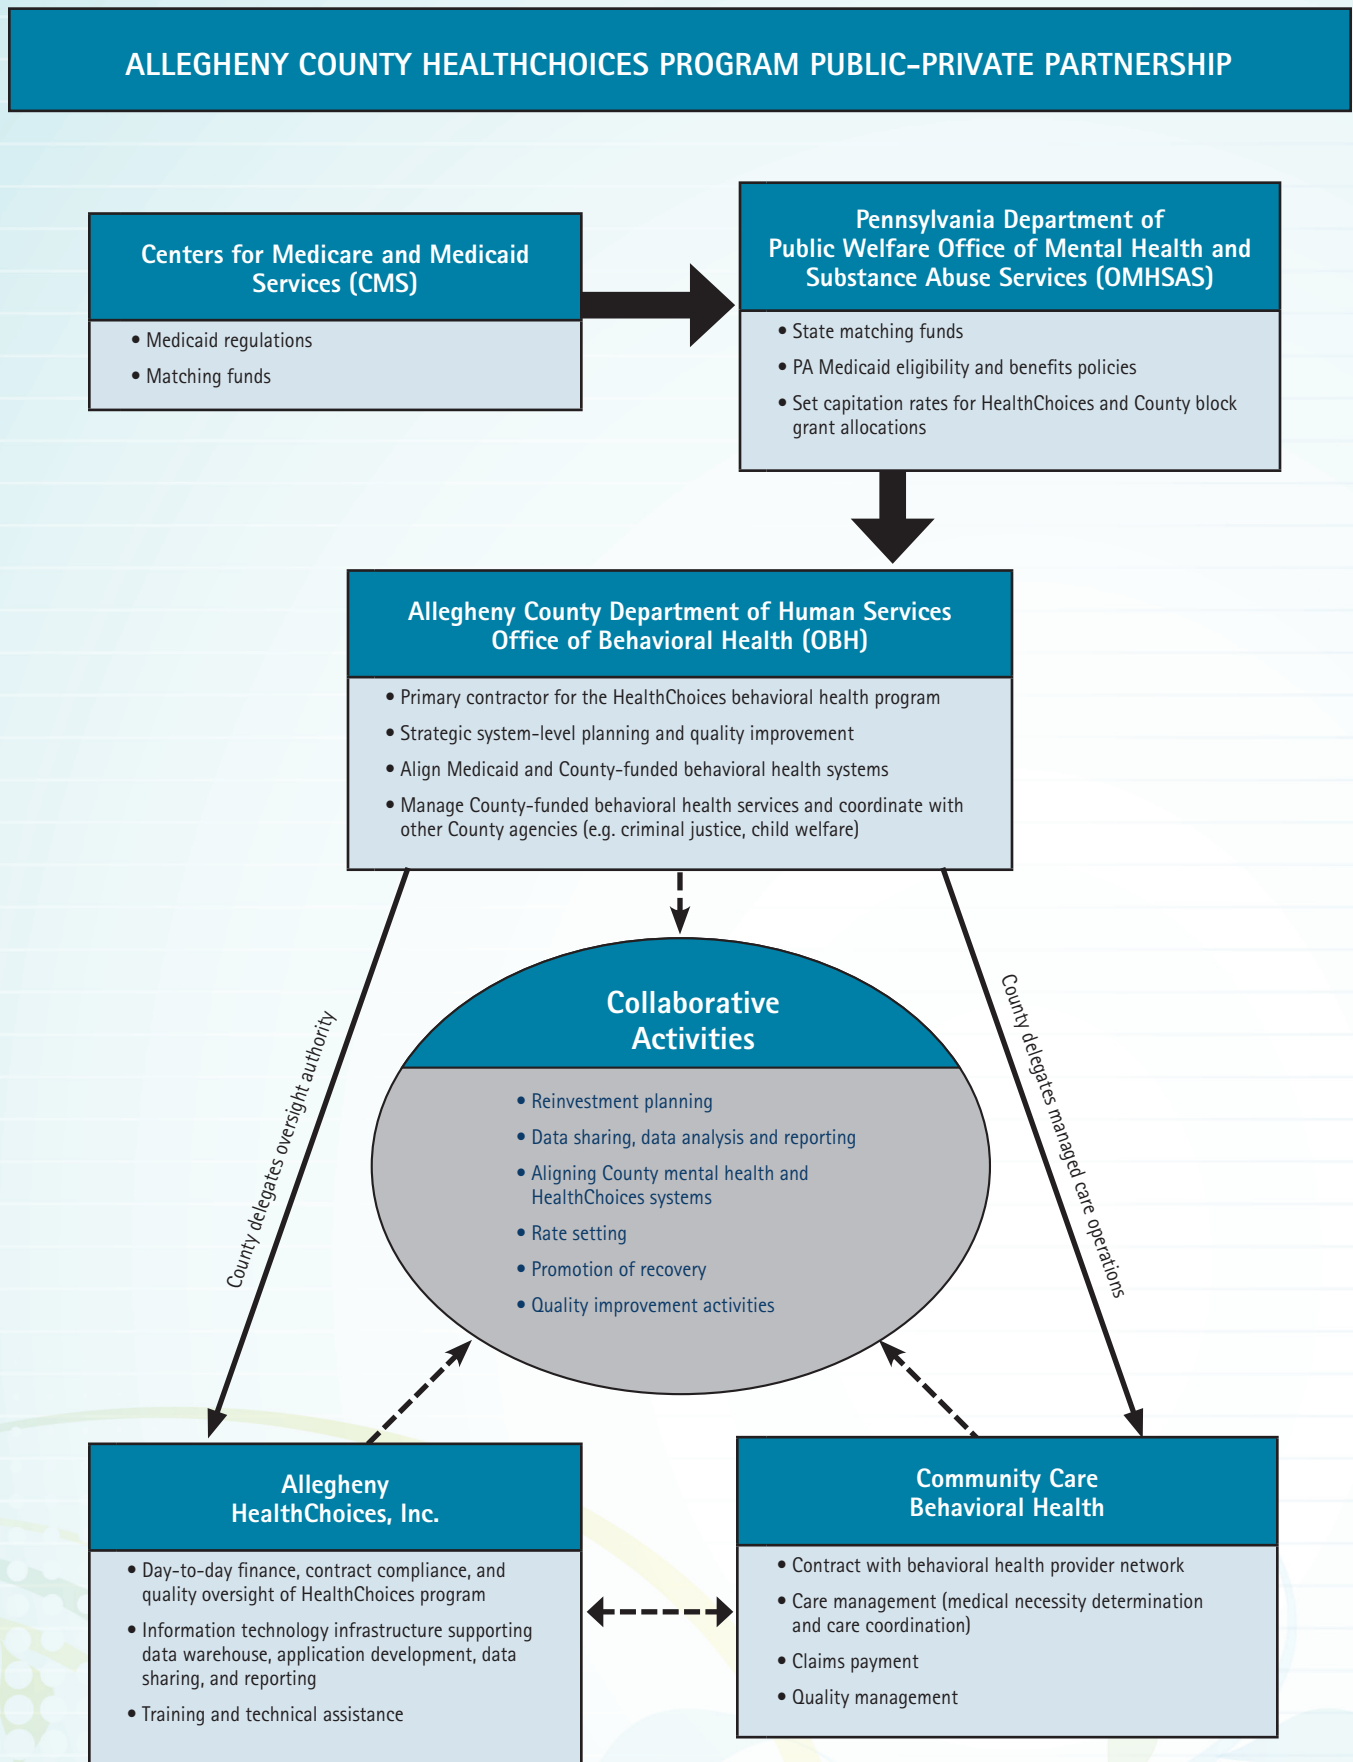 ALLEGHENY COUNTY HEALTHCHOICES PROGRAM PUBLIC-PRIVATE PARTNERSHIP
Centers for Medicare and Medicaid
Services (CMS)
• Medicaid regulations
• Matching funds
Pennsylvania Department of
Public Welfare Office of Mental Health and
Substance Abuse Services (OMHSAS)
• State matching funds
• PA Medicaid eligibility and benefits policies
• Set capitation rates for HealthChoices and County block
grant allocations
Allegheny County Department of Human Services
Office of Behavioral Health (OBH)
• Primary contractor for the HealthChoices behavioral health program
• Strategic system-level planning and quality improvement
• Align Medicaid and County-funded behavioral health systems
• Manage County-funded behavioral health services and coordinate with
other County agencies (e.g. criminal justice, child welfare)
County delegates oversight authority
Collaborative
Activities
• Reinvestment planning
• Data sharing, data analysis and reporting
• Aligning County mental health and
HealthChoices systems
• Rate setting
• Promotion of recovery
• Quality improvement activities
County delegates managed care operations
Allegheny
HealthChoices, Inc.
• Day-to-day finance, contract compliance, and
quality oversight of HealthChoices program
• Information technology infrastructure supporting
data warehouse, application development, data
sharing, and reporting
• Training and technical assistance
Community Care
Behavioral Health
• Contract with behavioral health provider network
• Care management (medical necessity determination
and care coordination)
• Claims payment
• Quality management